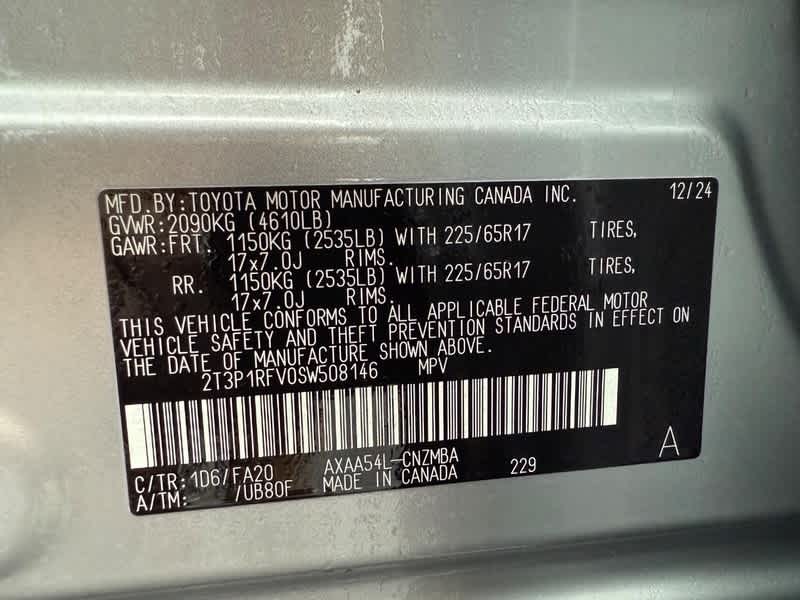 MFD.BY:TOYOTA MOTOR MANUFACTURING CANADA INC. 12/24
GVWR:2090KG (4610LB)
GAWR:FRT. 1150KG (2535LB) WITH 225/65R17 TIRES,
17x7.0J RIMS.
RR. 1150KG (2535LB) WITH 225/65R17 TIRES,
17x7.0J RIMS.
THIS VEHICLE CONFORMS TO ALL APPLICABLE FEDERAL MOTOR
VEHICLE SAFETY AND THEFT PREVENTION STANDARDS IN EFFECT ON
THE DATE OF MANUFACTURE SHOWN ABOVE.
2T3P1RFV0SW508146 MPV
C/TR:1D6/FA20 AXAA54L-CNZMBA 229 A
A/TM: /UB80F MADE IN CANADA